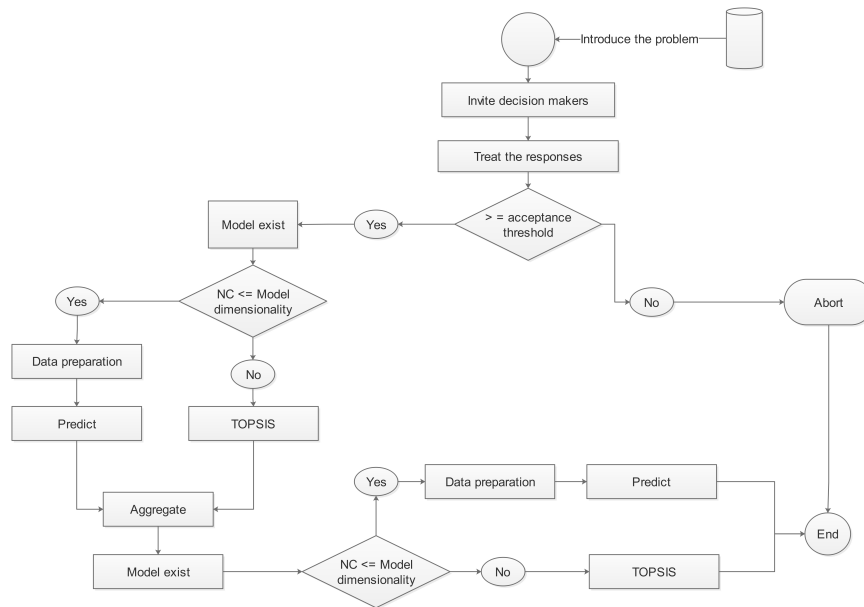 Introduce the problem
Invite decision makers
Treat the responses
> = acceptance
threshold
Yes
Model exist
No
Abort
NC <= Model
dimensionality
Yes
No
Data preparation
Predict
TOPSIS
Aggregate
Model exist
NC <= Model
dimensionality
Yes
Data preparation
Predict
No
TOPSIS
End